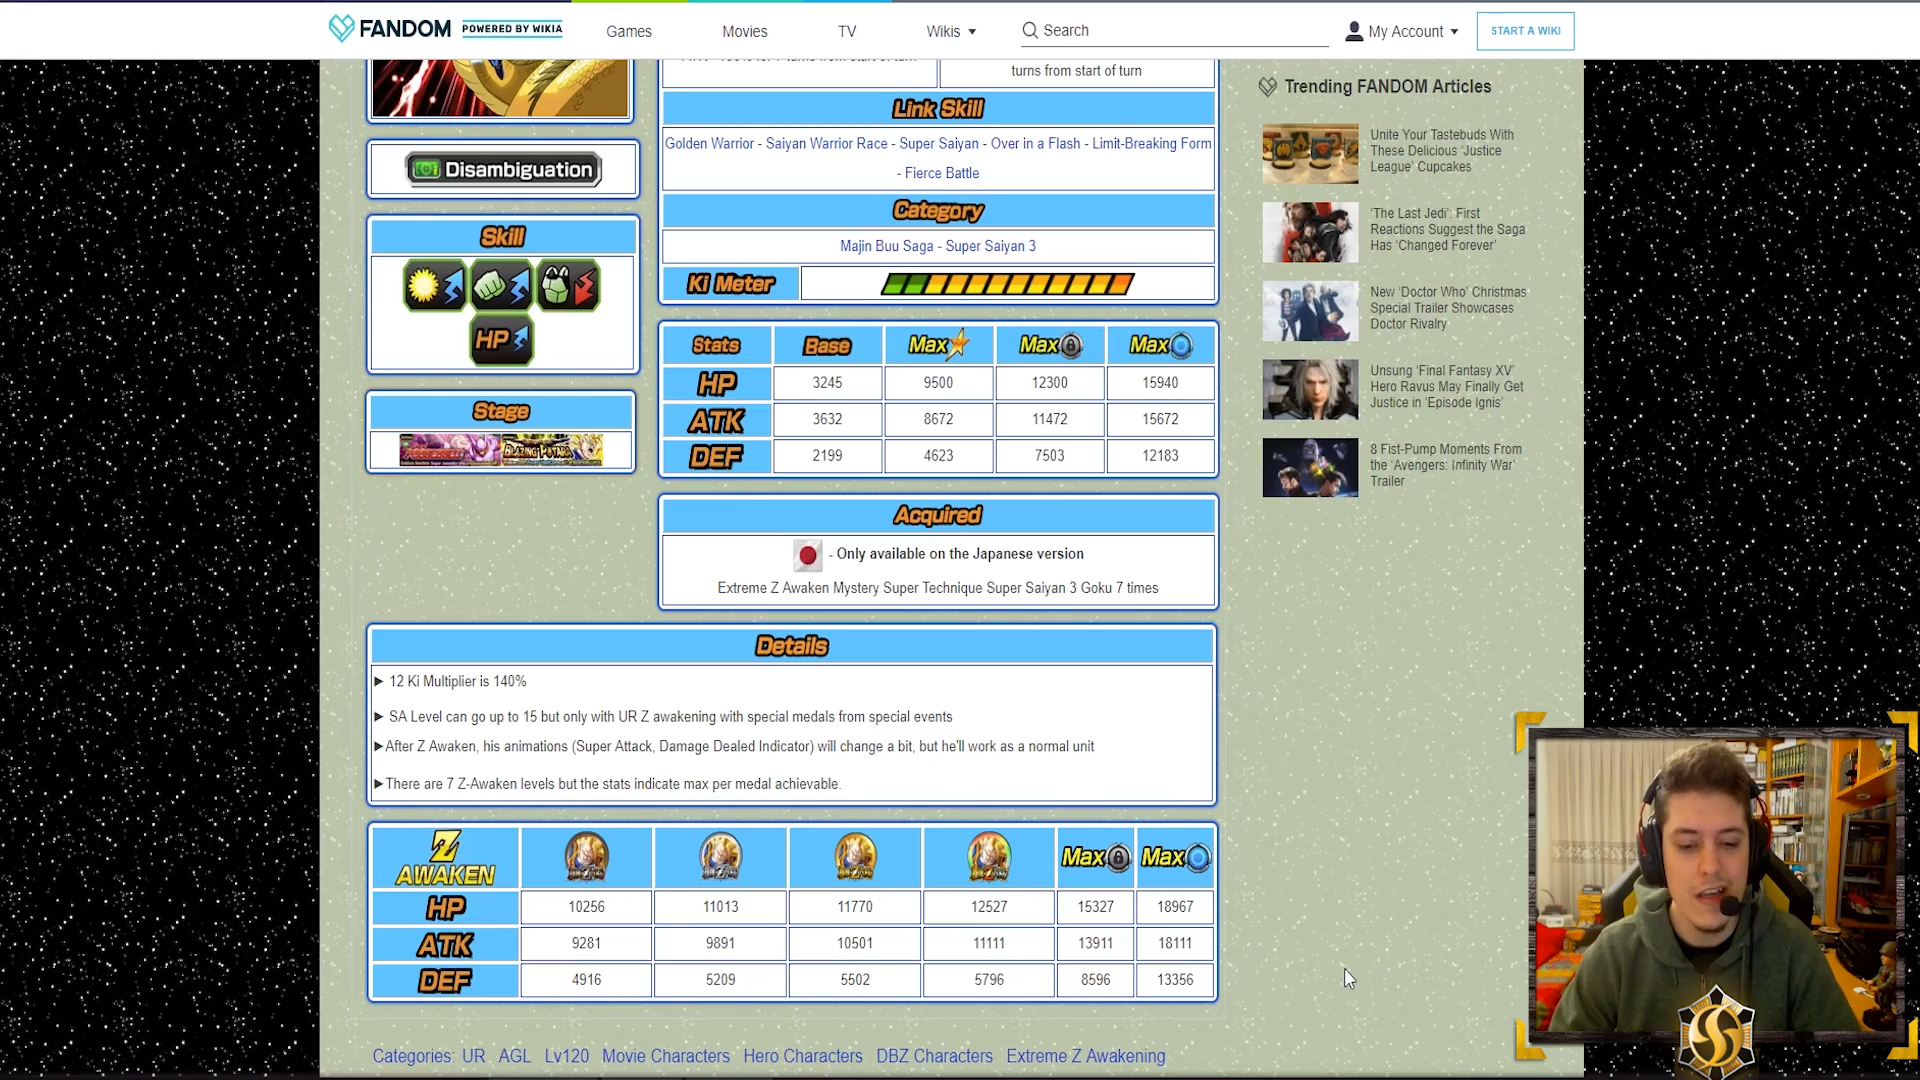 FANDOM POWERED BY WIKIA
Games
Movies
TV
Wikis
Search
My Account
START A WIKI
turns from start of turn
Link Skill
Golden Warrior - Saiyan Warrior Race - Super Saiyan - Over in a Flash - Limit-Breaking Form
- Fierce Battle
Category
Majin Buu Saga - Super Saiyan 3
Ki Meter
Disambiguation
Skill
HP
Stage
Stats Base Max Max Max
HP 3245 9500 12300 15940
ATK 3632 8672 11472 15672
DEF 2199 4623 7503 12183
Acquired
- Only available on the Japanese version
Extreme Z Awaken Mystery Super Technique Super Saiyan 3 Goku 7 times
Details
► 12 Ki Multiplier is 140%
► SA Level can go up to 15 but only with UR Z awakening with special medals from special events
►After Z Awaken, his animations (Super Attack, Damage Dealed Indicator) will change a bit, but he'll work as a normal unit
►There are 7 Z-Awaken levels but the stats indicate max per medal achievable.
Z AWAKEN Max Max
HP 10256 11013 11770 12527 15327 18967
ATK 9281 9891 10501 11111 13911 18111
DEF 4916 5209 5502 5796 8596 13356
Categories: UR AGL Lv120 Movie Characters Hero Characters DBZ Characters Extreme Z Awakening
Trending FANDOM Articles
Unite Your Tastebuds With
These Delicious 'Justice
League' Cupcakes
'The Last Jedi': First
Reactions Suggest the Saga
Has 'Changed Forever'
New 'Doctor Who' Christmas
Special Trailer Showcases
Doctor Rivalry
Unsung 'Final Fantasy XV'
Hero Ravus May Finally Get
Justice in 'Episode Ignis'
8 Fist-Pump Moments From
the 'Avengers: Infinity War'
Trailer